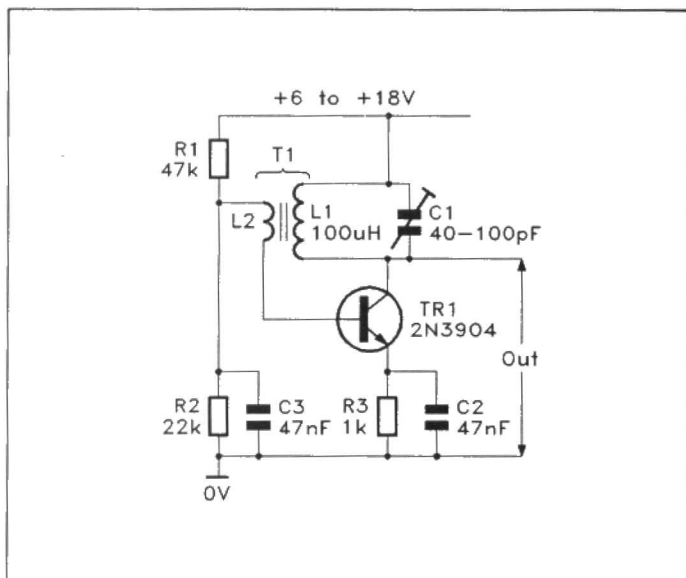 +6 to +18V
R1
47k
T1
L2
L1
100uH
C1
40-100pF
TR1
2N3904
Out
R2
22k
C3
47nF
R3
1k
C2
47nF
0V